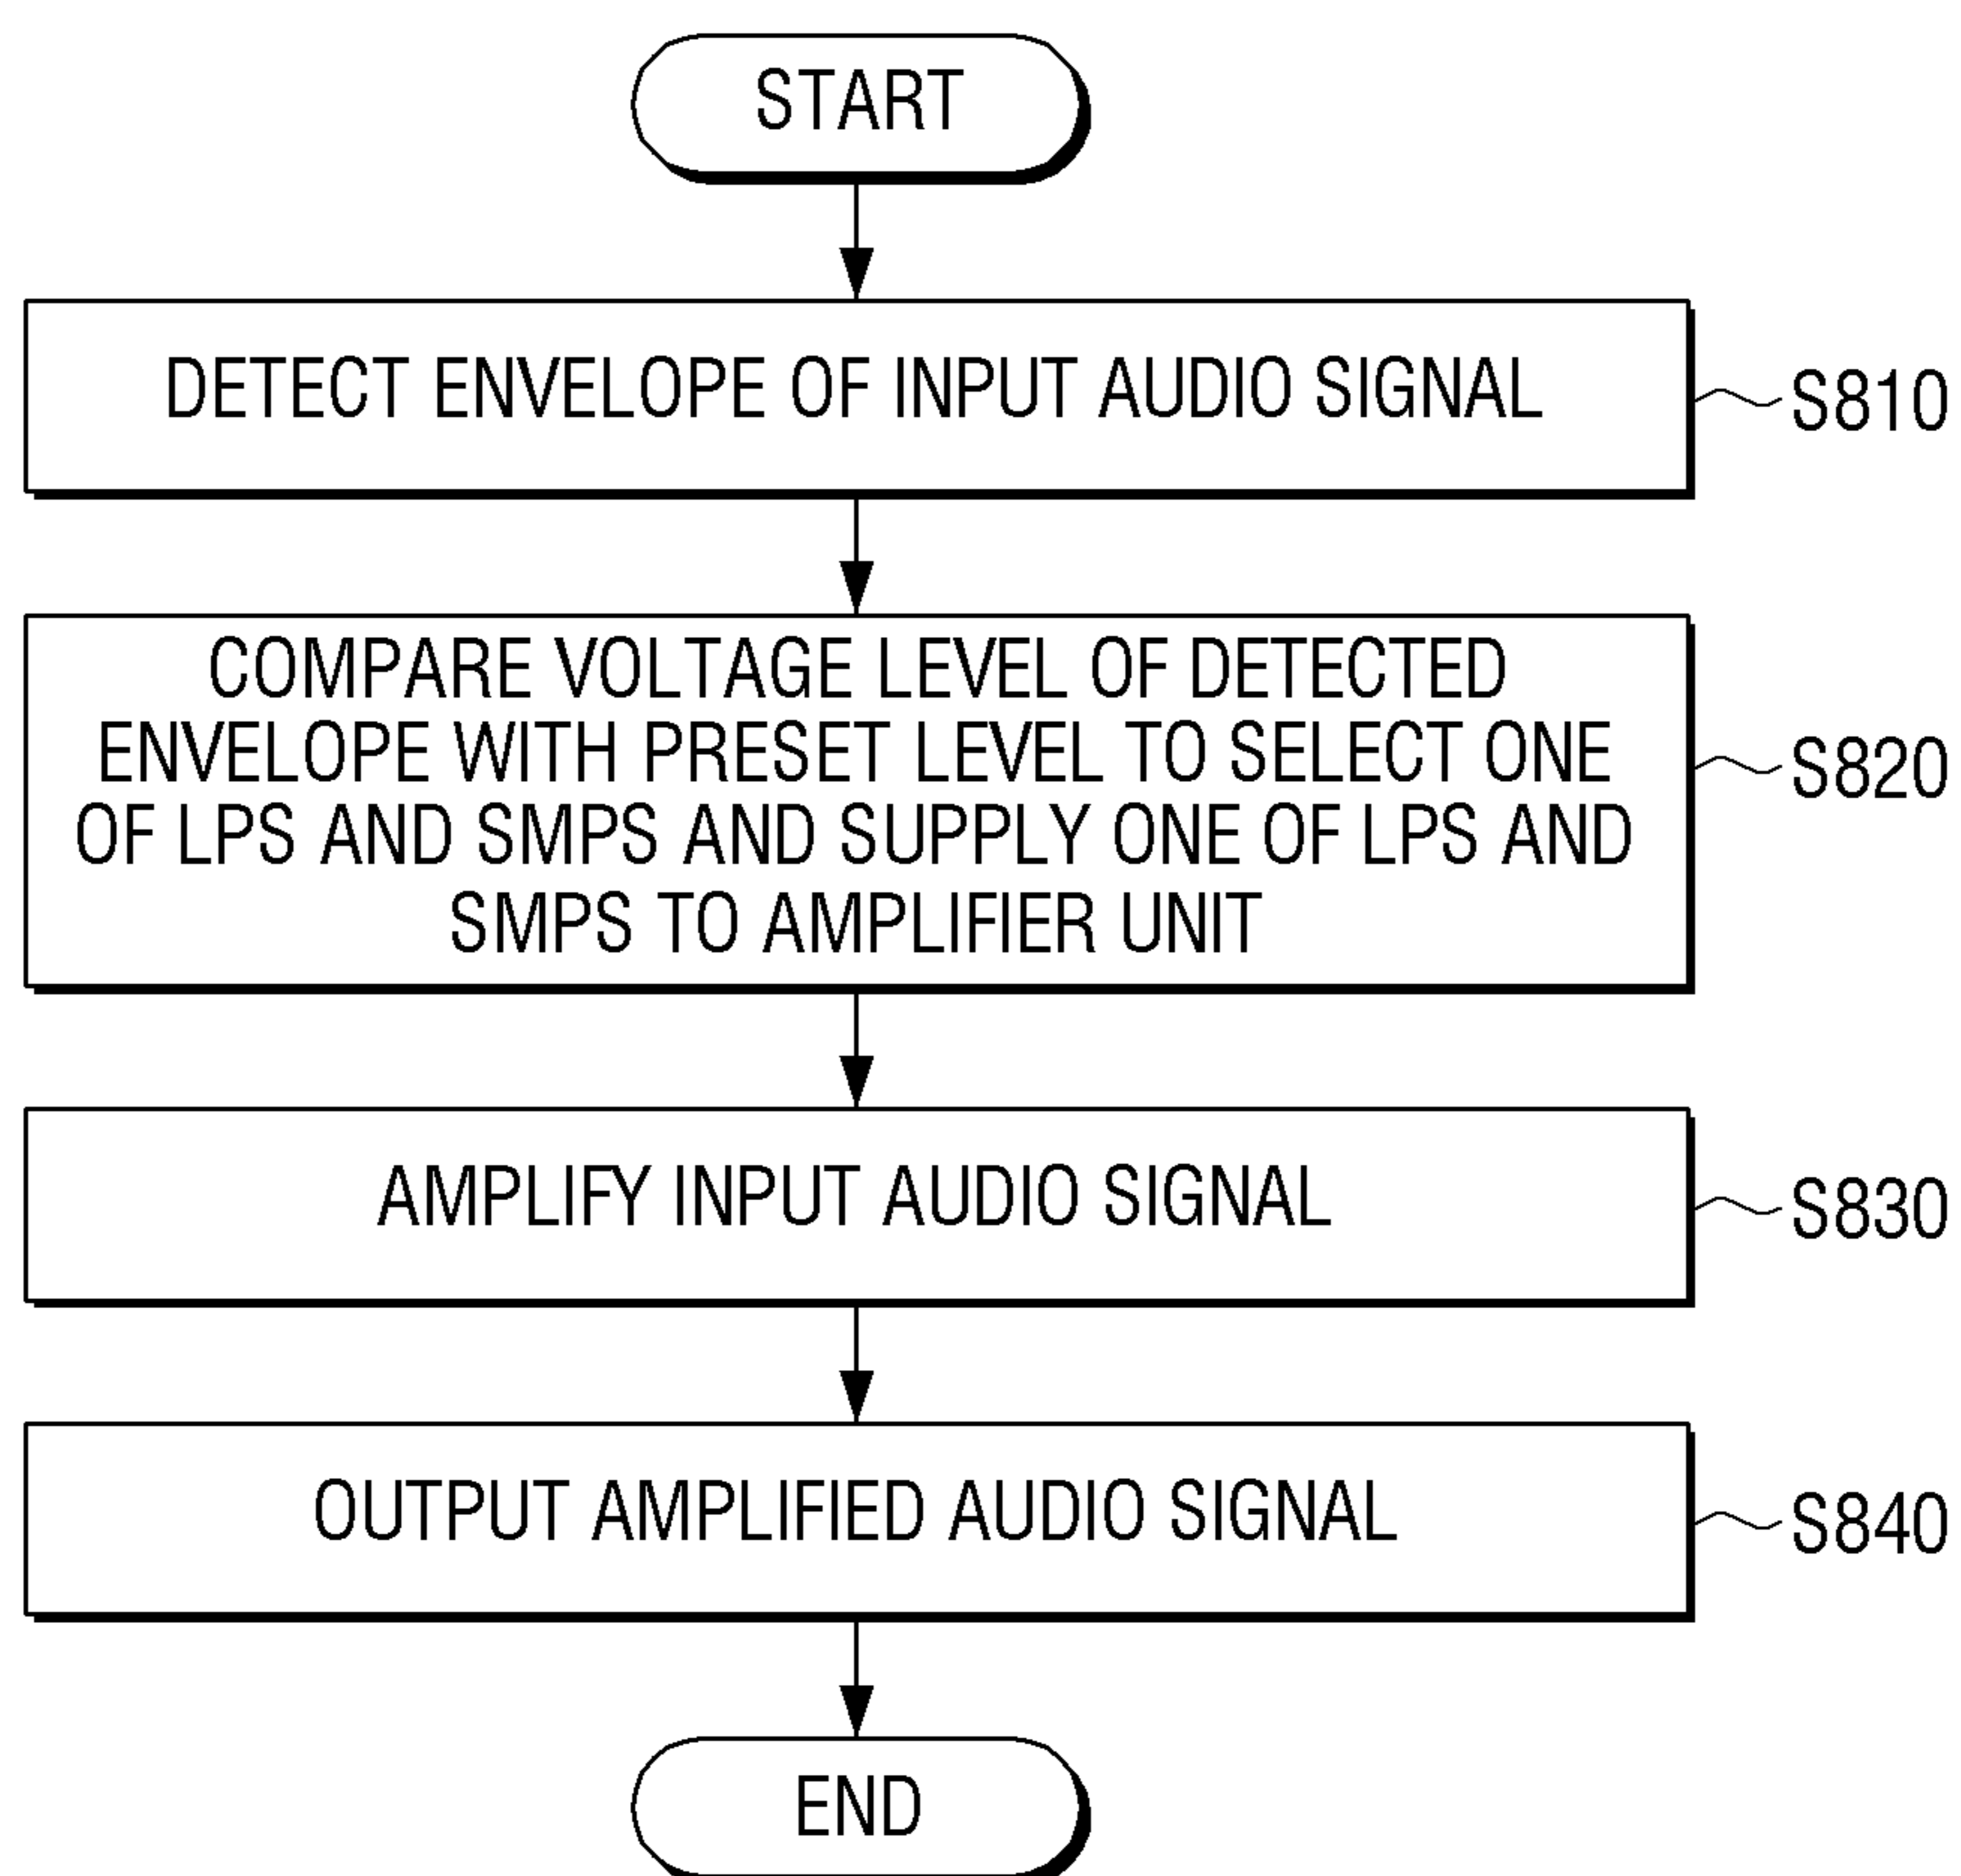 START
DETECT ENVELOPE OF INPUT AUDIO SIGNAL
S810
COMPARE VOLTAGE LEVEL OF DETECTED
ENVELOPE WITH PRESET LEVEL TO SELECT ONE
OF LPS AND SMPS AND SUPPLY ONE OF LPS AND
SMPS TO AMPLIFIER UNIT
S820
AMPLIFY INPUT AUDIO SIGNAL
S830
OUTPUT AMPLIFIED AUDIO SIGNAL
S840
END